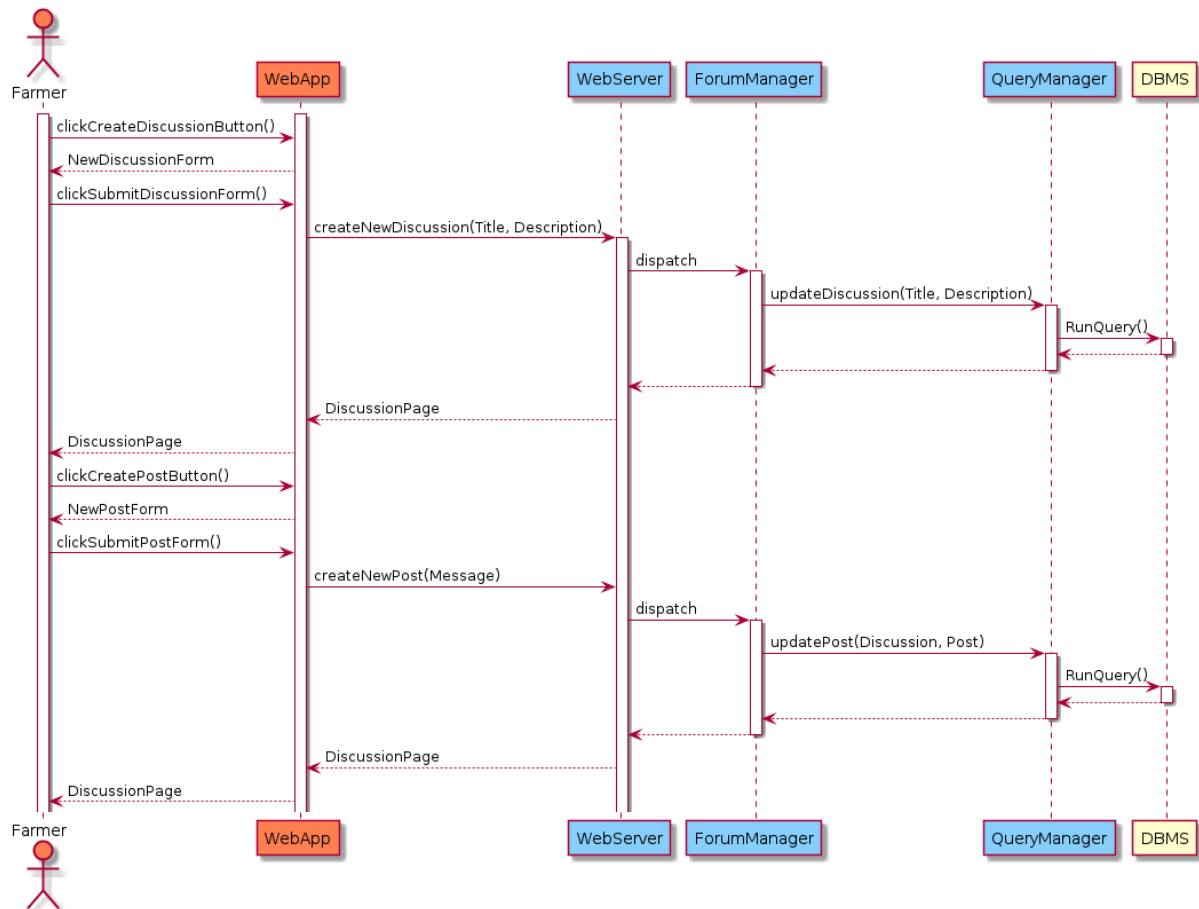 Farmer
WebApp
WebServer
ForumManager
QueryManager
DBMS
clickCreateDiscussionButton()
NewDiscussionForm
clickSubmitDiscussionForm()
createNewDiscussion(Title, Description)
dispatch
updateDiscussion(Title, Description)
RunQuery()
DiscussionPage
DiscussionPage
clickCreatePostButton()
NewPostForm
clickSubmitPostForm()
createNewPost(Message)
dispatch
updatePost(Discussion, Post)
RunQuery()
DiscussionPage
DiscussionPage
Farmer
WebApp
WebServer
ForumManager
QueryManager
DBMS